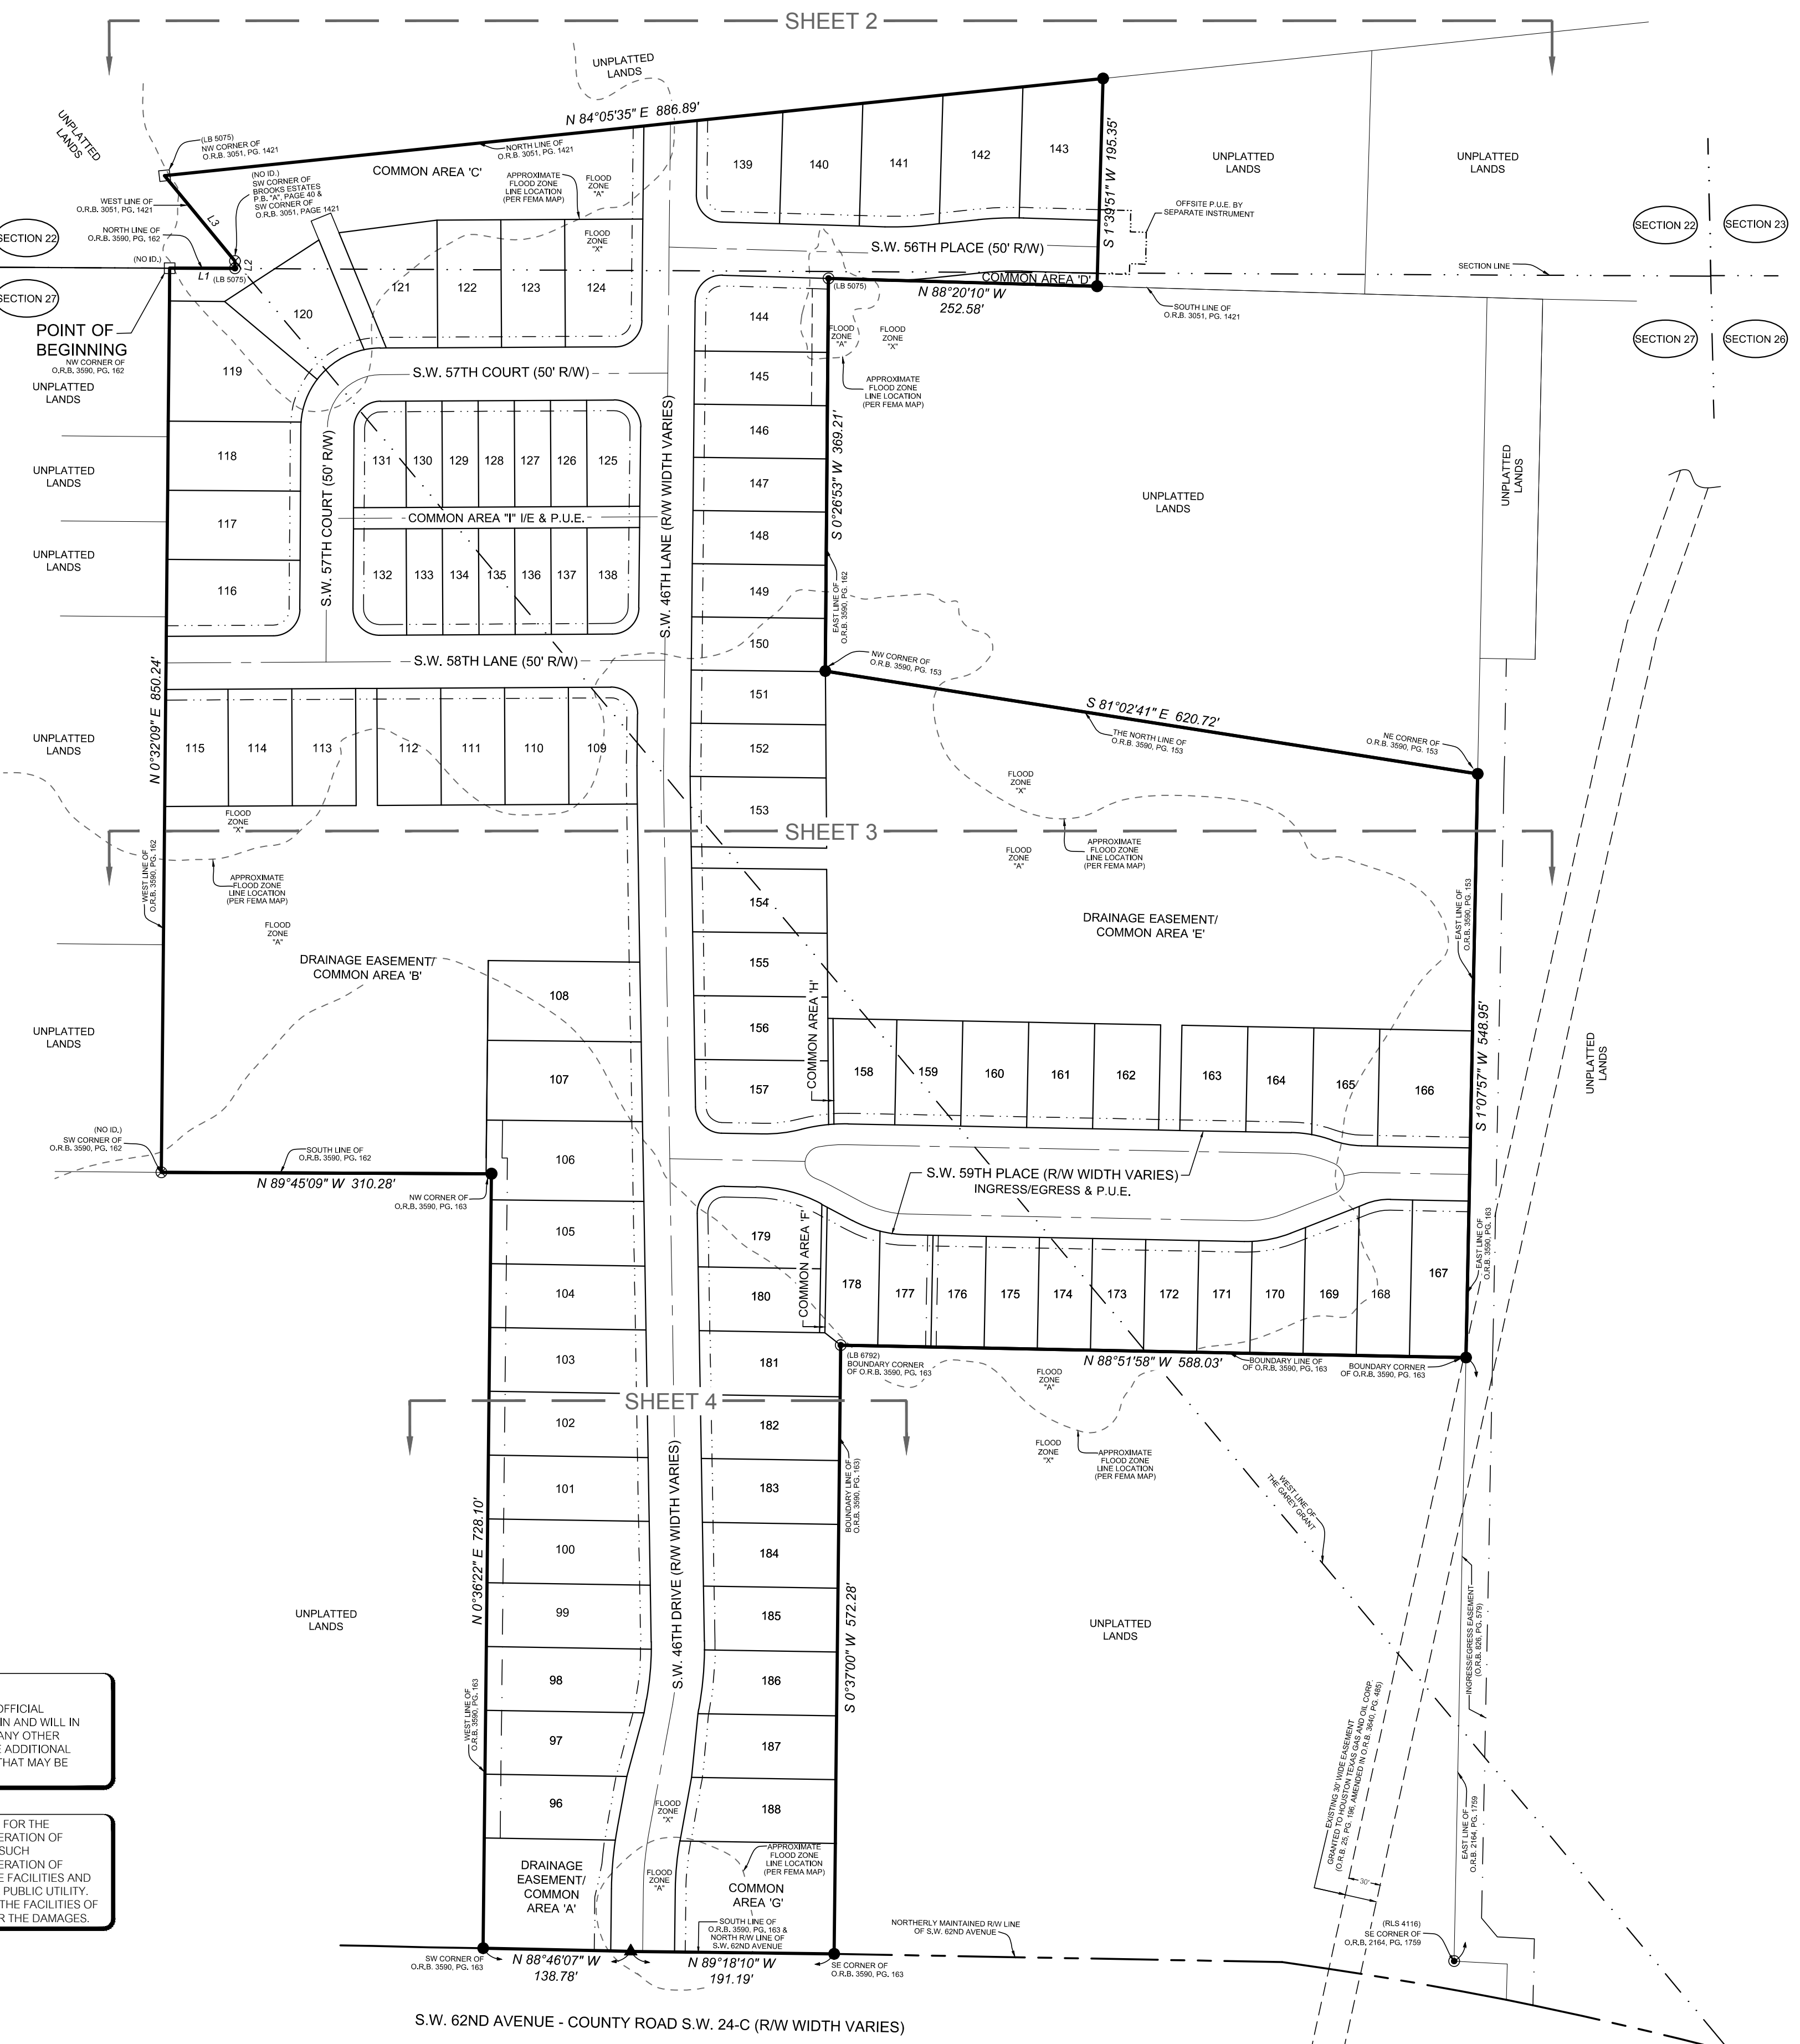 SHEET 2
UNPLATTED
LANDS
UNPLATTED
LANDS
N 84°05'35" E  886.89'
(LB 5075)
NW CORNER OF
O.R.B. 3051, PG. 1421
NORTH LINE OF
O.R.B. 3051, PG. 1421
COMMON AREA 'C'
(NO ID.)
SW CORNER OF
BROOKS ESTATES
P.B. "A", PAGE 40 &
SW CORNER OF
O.R.B. 3051, PAGE 1421
APPROXIMATE
FLOOD ZONE
LINE LOCATION
(PER FEMA MAP)
FLOOD
ZONE
"A"
139
140
141
142
143
S 1°39'51" W  195.35'
UNPLATTED
LANDS
UNPLATTED
LANDS
WEST LINE OF
O.R.B. 3051, PG. 1421
L3
NORTH LINE OF
O.R.B. 3590, PG. 162
SECTION 22
(NO ID.)
L1
(LB 5075)
L2
SECTION 27
FLOOD
ZONE
"X"
OFFSITE P.U.E. BY
SEPARATE INSTRUMENT
S.W. 56TH PLACE (50' R/W)
SECTION 22
SECTION 23
SECTION LINE
COMMON AREA 'D'
N 88°20'10" W
252.58'
(LB 5075)
SOUTH LINE OF
O.R.B. 3051, PG. 1421
SECTION 27
SECTION 26
POINT OF
BEGINNING
NW CORNER OF
O.R.B. 3590, PG. 162
119
120
121
122
123
124
144
FLOOD
ZONE
"A"
FLOOD
ZONE
"X"
UNPLATTED
LANDS
S.W. 57TH COURT (50' R/W)
145
APPROXIMATE
FLOOD ZONE
LINE LOCATION
(PER FEMA MAP)
S.W. 46TH LANE (R/W WIDTH VARIES)
146
S 0°26'53" W  369.21'
118
UNPLATTED
LANDS
131
130
129
128
127
126
125
147
UNPLATTED
LANDS
UNPLATTED
LANDS
S.W. 57TH COURT (50' R/W)
117
COMMON AREA "I" I/E & P.U.E.
148
UNPLATTED
LANDS
116
132
133
134
135
136
137
138
149
EAST LINE OF
O.R.B. 3590, PG. 162
150
S.W. 58TH LANE (50' R/W)
NW CORNER OF
O.R.B. 3590, PG. 153
N 0°32'09" E  850.24'
151
S 81°02'41" E  620.72'
THE NORTH LINE OF
O.R.B. 3590, PG. 153
NE CORNER OF
O.R.B. 3590, PG. 153
UNPLATTED
LANDS
115
114
113
112
111
110
109
152
FLOOD
ZONE
"X"
153
FLOOD
ZONE
"X"
SHEET 3
WEST LINE OF
O.R.B. 3590, PG. 162
APPROXIMATE
FLOOD ZONE
LINE LOCATION
(PER FEMA MAP)
FLOOD
ZONE
"A"
APPROXIMATE
FLOOD ZONE
LINE LOCATION
(PER FEMA MAP)
FLOOD
ZONE
"A"
154
DRAINAGE EASEMENT/
COMMON AREA 'E'
EAST LINE OF
O.R.B. 3590, PG. 153
DRAINAGE EASEMENT/
COMMON AREA 'B'
108
155
COMMON AREA 'H'
156
S 1°07'57" W  548.95'
UNPLATTED
LANDS
UNPLATTED
LANDS
107
157
158
159
160
161
162
163
164
165
166
(NO ID.)
SW CORNER OF
O.R.B. 3590, PG. 162
SOUTH LINE OF
O.R.B. 3590, PG. 162
N 89°45'09" W  310.28'
106
NW CORNER OF
O.R.B. 3590, PG. 163
S.W. 59TH PLACE (R/W WIDTH VARIES)
INGRESS/EGRESS & P.U.E.
105
179
COMMON AREA 'F'
EAST LINE OF
O.R.B. 3590, PG. 163
104
180
178
177
176
175
174
173
172
171
170
169
168
167
103
181
(LB 6792)
BOUNDARY CORNER
OF O.R.B. 3590, PG. 163
N 88°51'58" W  588.03'
BOUNDARY LINE OF
OF O.R.B. 3590, PG. 163
BOUNDARY CORNER
OF O.R.B. 3590, PG. 163
FLOOD
ZONE
"A"
SHEET 4
102
182
FLOOD
ZONE
"X"
APPROXIMATE
FLOOD ZONE
LINE LOCATION
(PER FEMA MAP)
S.W. 46TH DRIVE (R/W WIDTH VARIES)
BOUNDARY LINE OF
O.R.B. 3590, PG. 163)
101
183
WEST LINE OF
THE GAREY GRANT
N 0°36'22" E  728.10'
100
184
S 0°37'00" W  572.28'
UNPLATTED
LANDS
99
185
UNPLATTED
LANDS
INGRESS/EGRESS EASEMENT
(O.R.B. 826, PG. 579)
98
186
WEST LINE OF
O.R.B. 3590, PG. 163
97
187
EXISTING 30' WIDE EASEMENT
GRANTED TO HOUSTON TEXAS GAS AND OIL CORP.
(O.R.B. 25, PG. 196, AMENDED IN O.R.B. 3640, PG. 485)
30'
EAST LINE OF
O.R.B. 2164, PG. 1759
OFFICIAL
IN AND WILL IN
ANY OTHER
E ADDITIONAL
THAT MAY BE
96
FLOOD
ZONE
"X"
188
FOR THE
ERATION OF
SUCH
ERATION OF
E FACILITIES AND
PUBLIC UTILITY.
THE FACILITIES OF
R THE DAMAGES.
DRAINAGE
EASEMENT/
COMMON
AREA 'A'
FLOOD
ZONE
"A"
APPROXIMATE
FLOOD ZONE
LINE LOCATION
(PER FEMA MAP)
COMMON
AREA 'G'
SOUTH LINE OF
O.R.B. 3590, PG. 163 &
NORTH R/W LINE OF
S.W. 62ND AVENUE
NORTHERLY MAINTAINED R/W LINE
OF S.W. 62ND AVENUE
(RLS 4116)
SE CORNER OF
O.R.B. 2164, PG. 1759
SW CORNER OF
O.R.B. 3590, PG. 163
N 88°46'07" W
138.78'
N 89°18'10" W
191.19'
SE CORNER OF
O.R.B. 3590, PG. 163
S.W. 62ND AVENUE - COUNTY ROAD S.W. 24-C (R/W WIDTH VARIES)